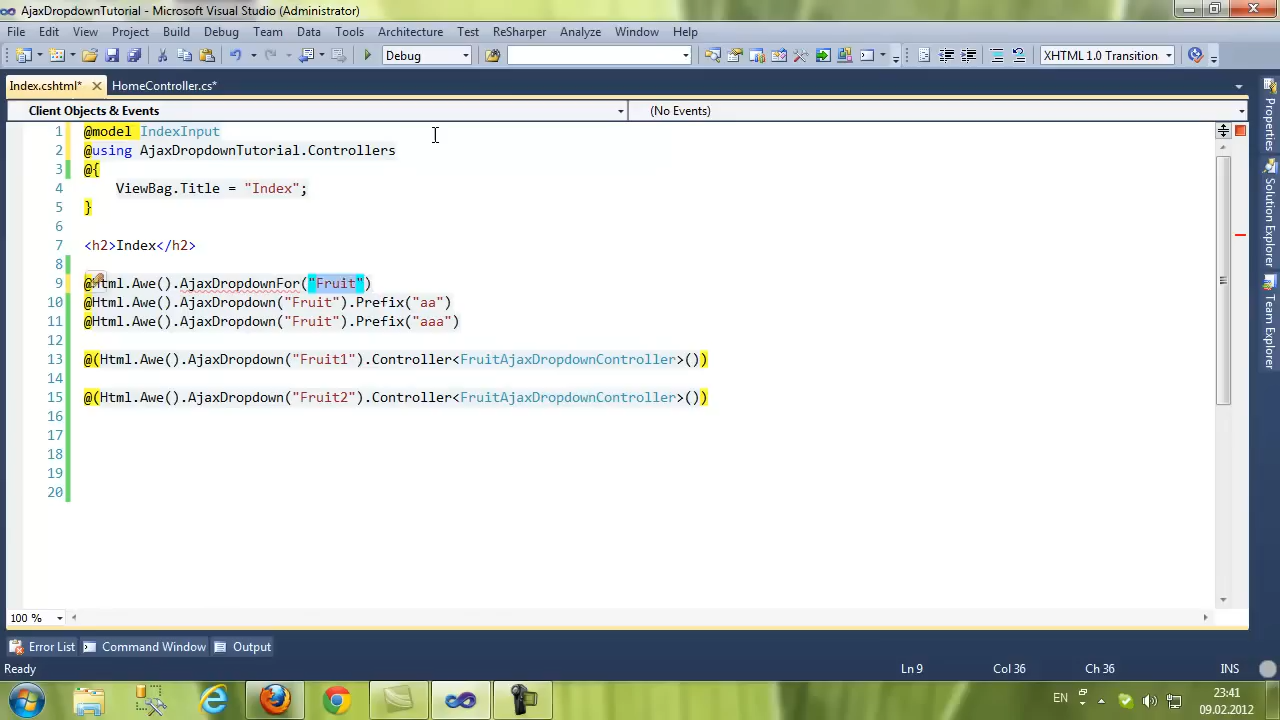 AjaxDropdownTutorial - Microsoft Visual Studio (Administrator)
File Edit View Project Build Debug Team Data Tools Architecture Test ReSharper Analyze Window Help
Debug XHTML 1.0 Transition
Index.cshtml* HomeController.cs*
Client Objects & Events (No Events)
1 @model IndexInput
2 @using AjaxDropdownTutorial.Controllers
3 @{
4 ViewBag.Title = "Index";
5 }
6
7 <h2>Index</h2>
8
9 @Html.Awe().AjaxDropdownFor("Fruit")
10 @Html.Awe().AjaxDropdown("Fruit").Prefix("aa")
11 @Html.Awe().AjaxDropdown("Fruit").Prefix("aaa")
12
13 @(Html.Awe().AjaxDropdown("Fruit1").Controller<FruitAjaxDropdownController>())
14
15 @(Html.Awe().AjaxDropdown("Fruit2").Controller<FruitAjaxDropdownController>())
16
17
18
19
20
Properties
Solution Explorer
Team Explorer
100 %
Error List Command Window Output
Ready Ln 9 Col 36 Ch 36 INS
EN 23:41
09.02.2012